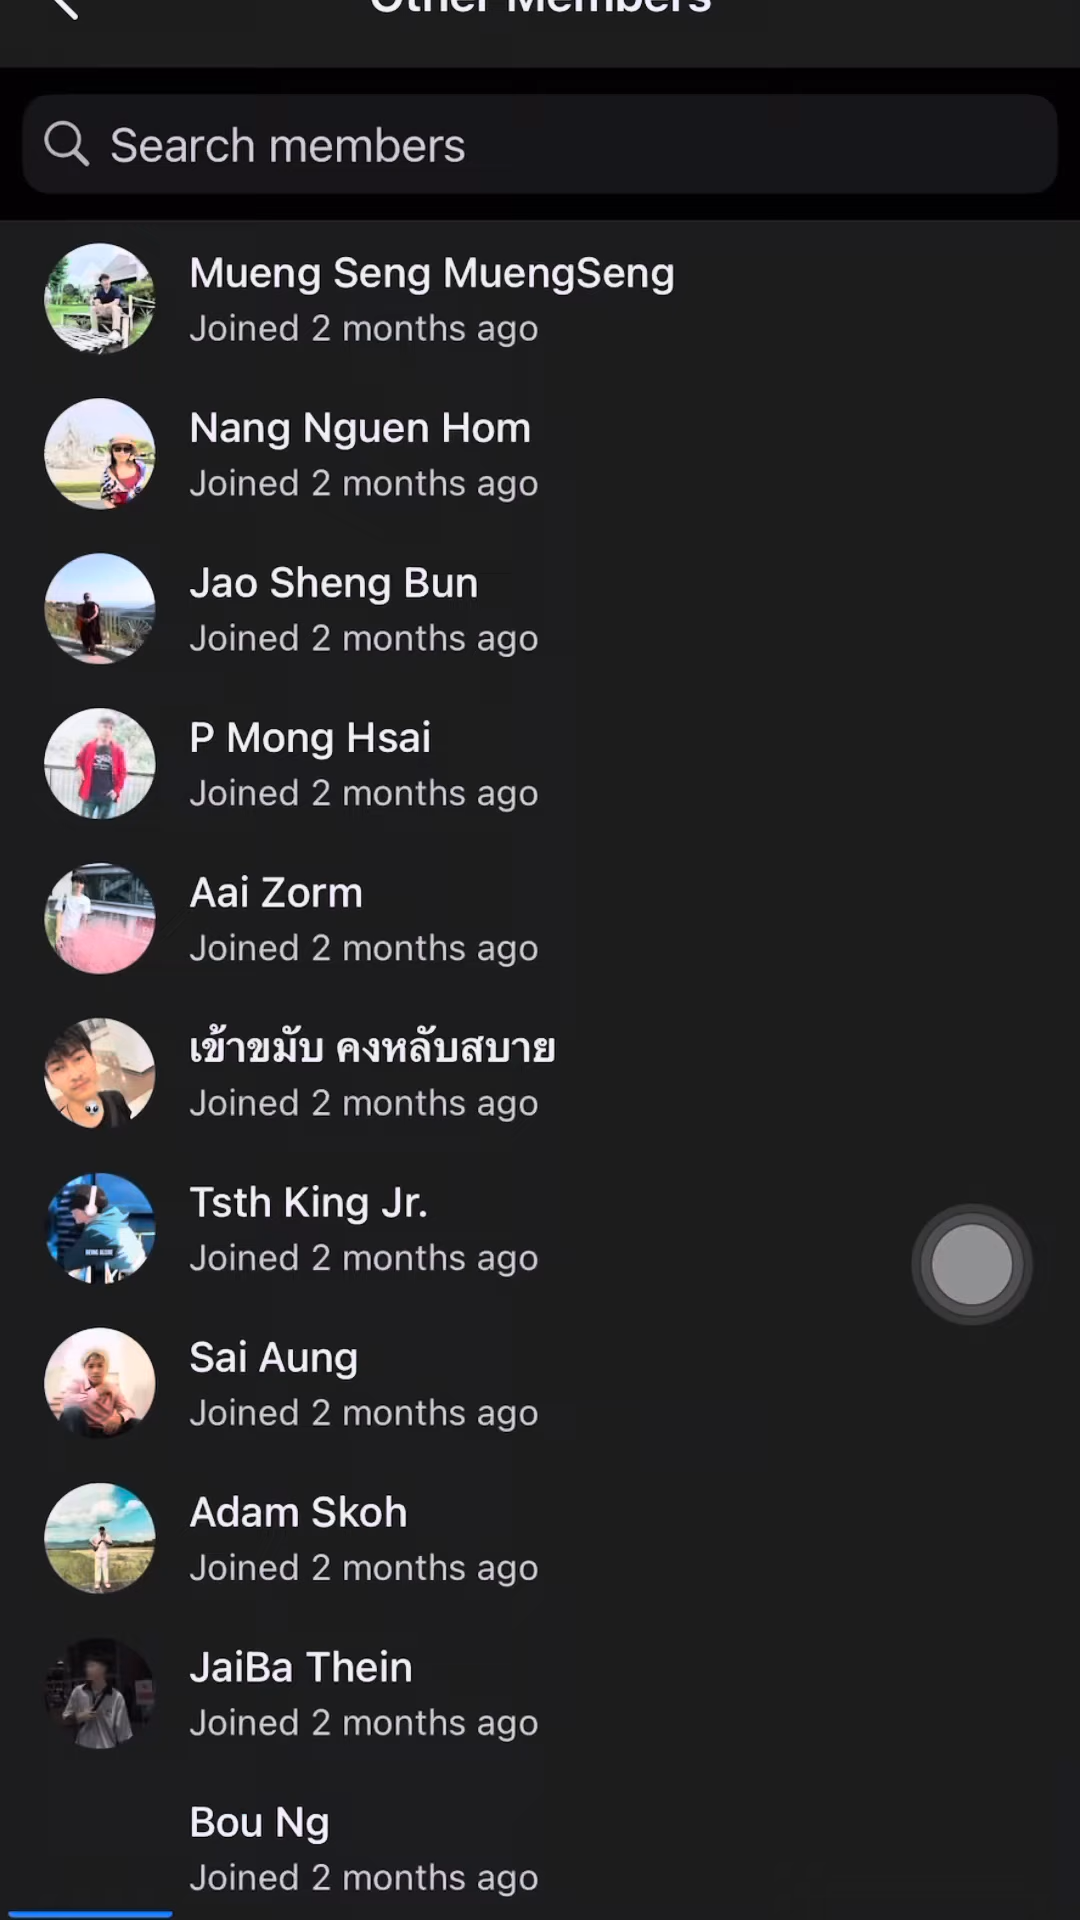 Other Members
Search members
Mueng Seng MuengSeng
Joined 2 months ago
Nang Nguen Hom
Joined 2 months ago
Jao Sheng Bun
Joined 2 months ago
P Mong Hsai
Joined 2 months ago
Aai Zorm
Joined 2 months ago
เข้าขมับ คงหลับสบาย
Joined 2 months ago
Tsth King Jr.
Joined 2 months ago
Sai Aung
Joined 2 months ago
Adam Skoh
Joined 2 months ago
JaiBa Thein
Joined 2 months ago
Bou Ng
Joined 2 months ago